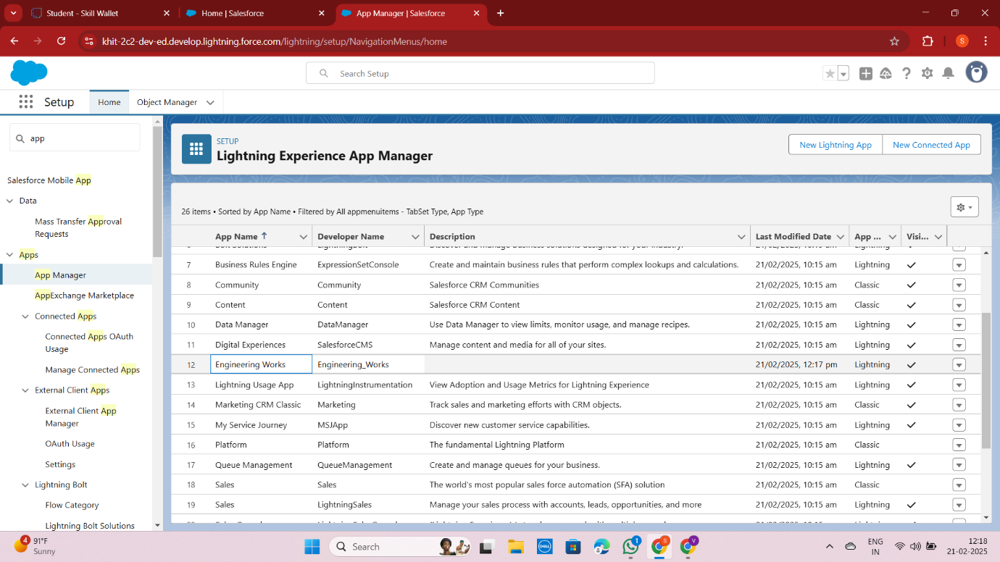 Student - Skill Wallet
Home | Salesforce
App Manager | Salesforce
khit-2c2-dev-ed.develop.lightning.force.com/lightning/setup/NavigationMenus/home
S
Search Setup
Setup
Home
Object Manager
app
Salesforce Mobile App
Data
Mass Transfer Approval
Requests
Apps
App Manager
AppExchange Marketplace
Connected Apps
Connected Apps OAuth
Usage
Manage Connected Apps
External Client Apps
External Client App
Manager
OAuth Usage
Settings
Lightning Bolt
Flow Category
Lightning Bolt Solutions
SETUP
Lightning Experience App Manager
New Lightning App
New Connected App
26 items • Sorted by App Name • Filtered by All appmenuitems - TabSet Type, App Type
App Name ↑ Developer Name Description Last Modified Date App ... Visi...
7 Business Rules Engine ExpressionSetConsole Create and maintain business rules that perform complex lookups and calculations. 21/02/2025, 10:15 am Lightning
8 Community Community Salesforce CRM Communities 21/02/2025, 10:15 am Classic
9 Content Content Salesforce CRM Content 21/02/2025, 10:15 am Classic
10 Data Manager DataManager Use Data Manager to view limits, monitor usage, and manage recipes. 21/02/2025, 10:15 am Lightning
11 Digital Experiences SalesforceCMS Manage content and media for all of your sites. 21/02/2025, 10:15 am Lightning
12 Engineering Works Engineering_Works 21/02/2025, 12:17 pm Lightning
13 Lightning Usage App LightningInstrumentation View Adoption and Usage Metrics for Lightning Experience 21/02/2025, 10:15 am Lightning
14 Marketing CRM Classic Marketing Track sales and marketing efforts with CRM objects. 21/02/2025, 10:15 am Classic
15 My Service Journey MSJApp Discover new customer service capabilities. 21/02/2025, 10:15 am Lightning
16 Platform Platform The fundamental Lightning Platform 21/02/2025, 10:15 am Classic
17 Queue Management QueueManagement Create and manage queues for your business. 21/02/2025, 10:15 am Lightning
18 Sales Sales The world's most popular sales force automation (SFA) solution 21/02/2025, 10:15 am Classic
19 Sales LightningSales Manage your sales process with accounts, leads, opportunities, and more 21/02/2025, 10:15 am Lightning
4
91°F
Sunny
Search
DELL
1
S
V
ENG
IN
12:18
21-02-2025